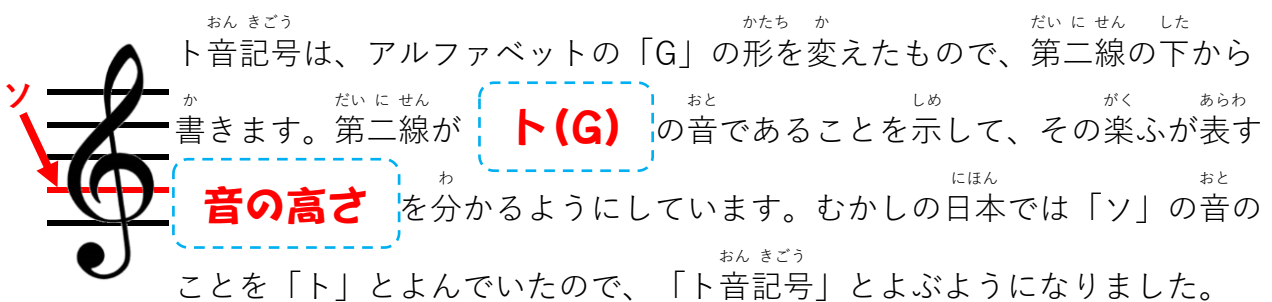 おん きごう かたち か だい に せん した
ト音記号は、アルファベットの「G」の形を変えたもので、第二線の下から
ソ
か だい に せん おと しめ がく あらわ
書きます。第二線が ト(G) の音であることを示して、その楽ふが表す
わ にほん おと
音の高さ を分かるようにしています。むかしの日本では「ソ」の音の
おん きごう
ことを「ト」とよんでいたので、「ト音記号」とよぶようになりました。